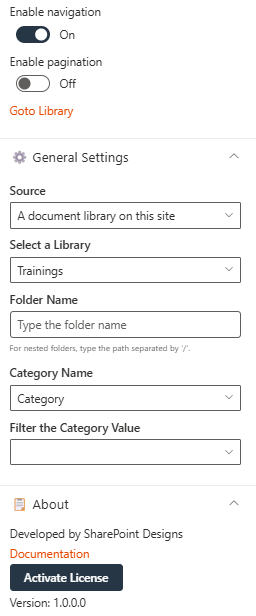 Enable navigation
On
Enable pagination
Off
Goto Library
General Settings
Source
A document library on this site
Select a Library
Trainings
Folder Name
Type the folder name
For nested folders, type the path separated by '/'.
Category Name
Category
Filter the Category Value
About
Developed by SharePoint Designs
Documentation
Activate License
Version: 1.0.0.0